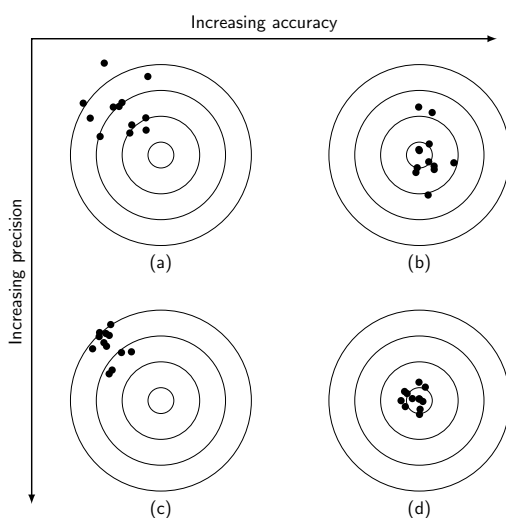 Increasing accuracy
Increasing precision
(a)
(b)
(c)
(d)